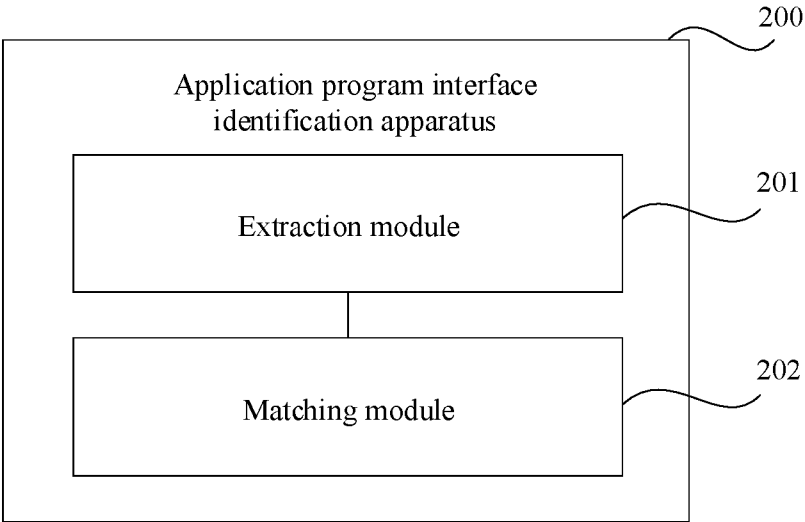 200
Application program interface
identification apparatus
201
Extraction module
202
Matching module